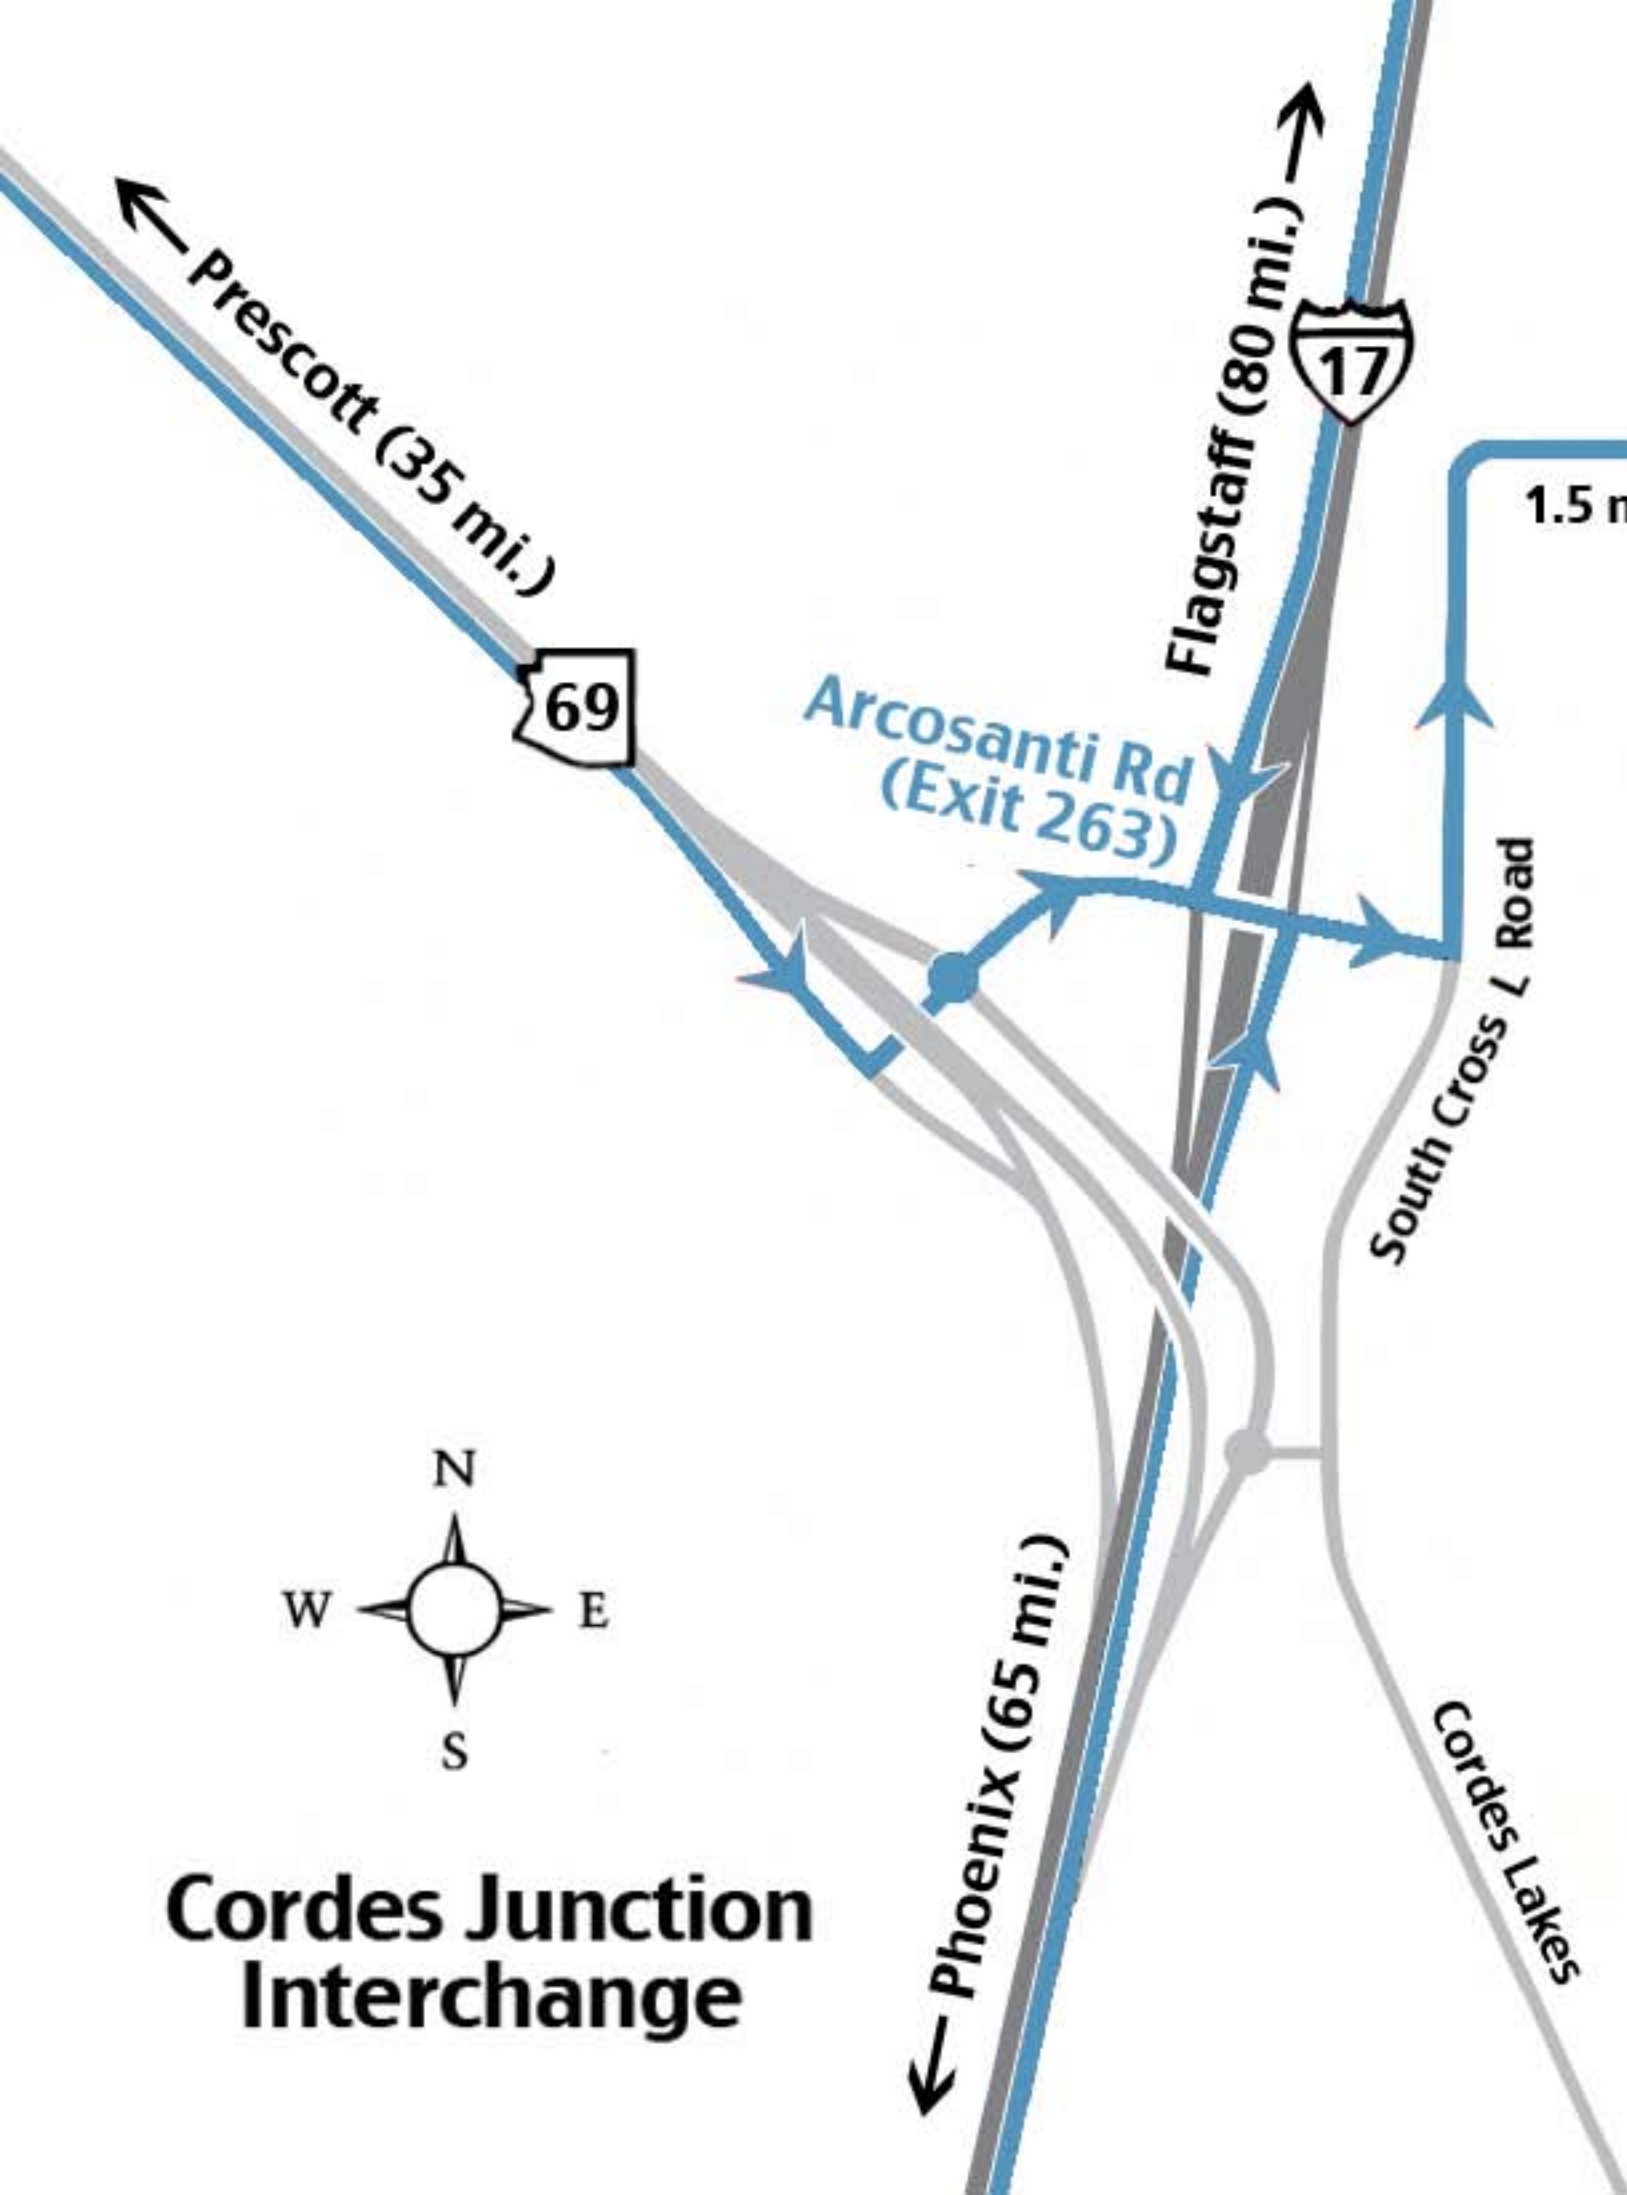 Flagstaff (80 mi.)
Prescott (35 mi.)
17
1.5
69
Arcosanti Rd
(Exit 263)
South Cross L Road
N
W
E
S
Phoenix (65 mi.)
Cordes Lakes
Cordes Junction
Interchange